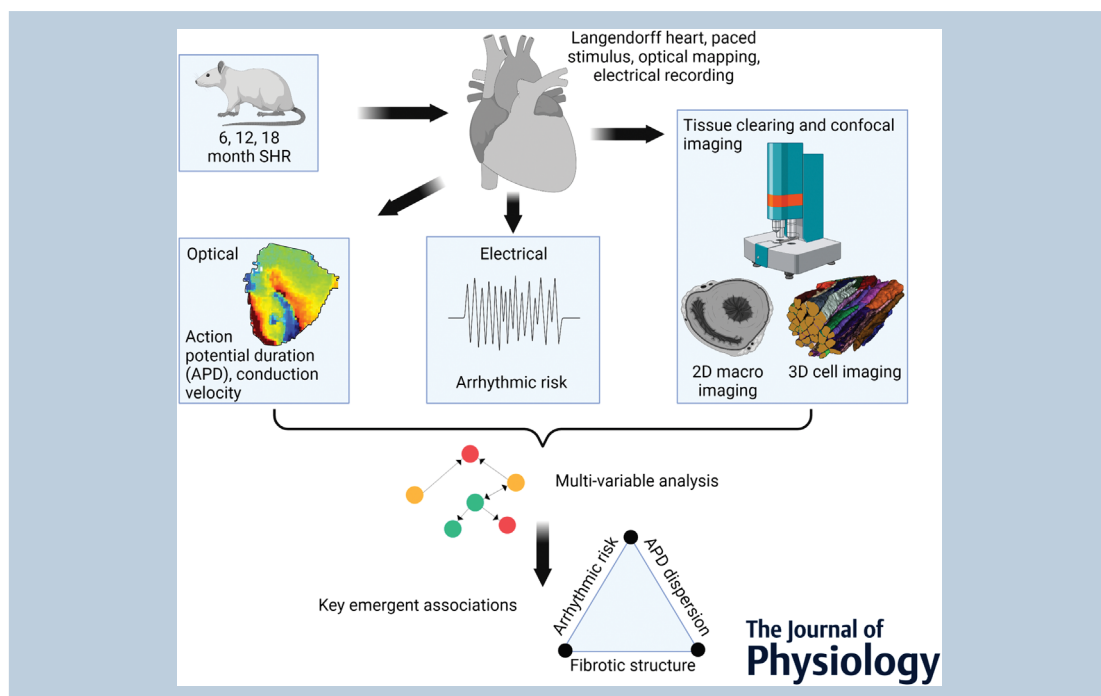 Langendorff heart, paced
stimulus, optical mapping,
electrical recording
6, 12, 18
month SHR
Tissue clearing and confocal
imaging
Optical
Action
potential duration
(APD), conduction
velocity
Electrical
Arrhythmic risk
2D macro
imaging
3D cell imaging
Multi-variable analysis
Key emergent associations
Arrhythmic risk
APD dispersion
Fibrotic structure
The Journal of
Physiology